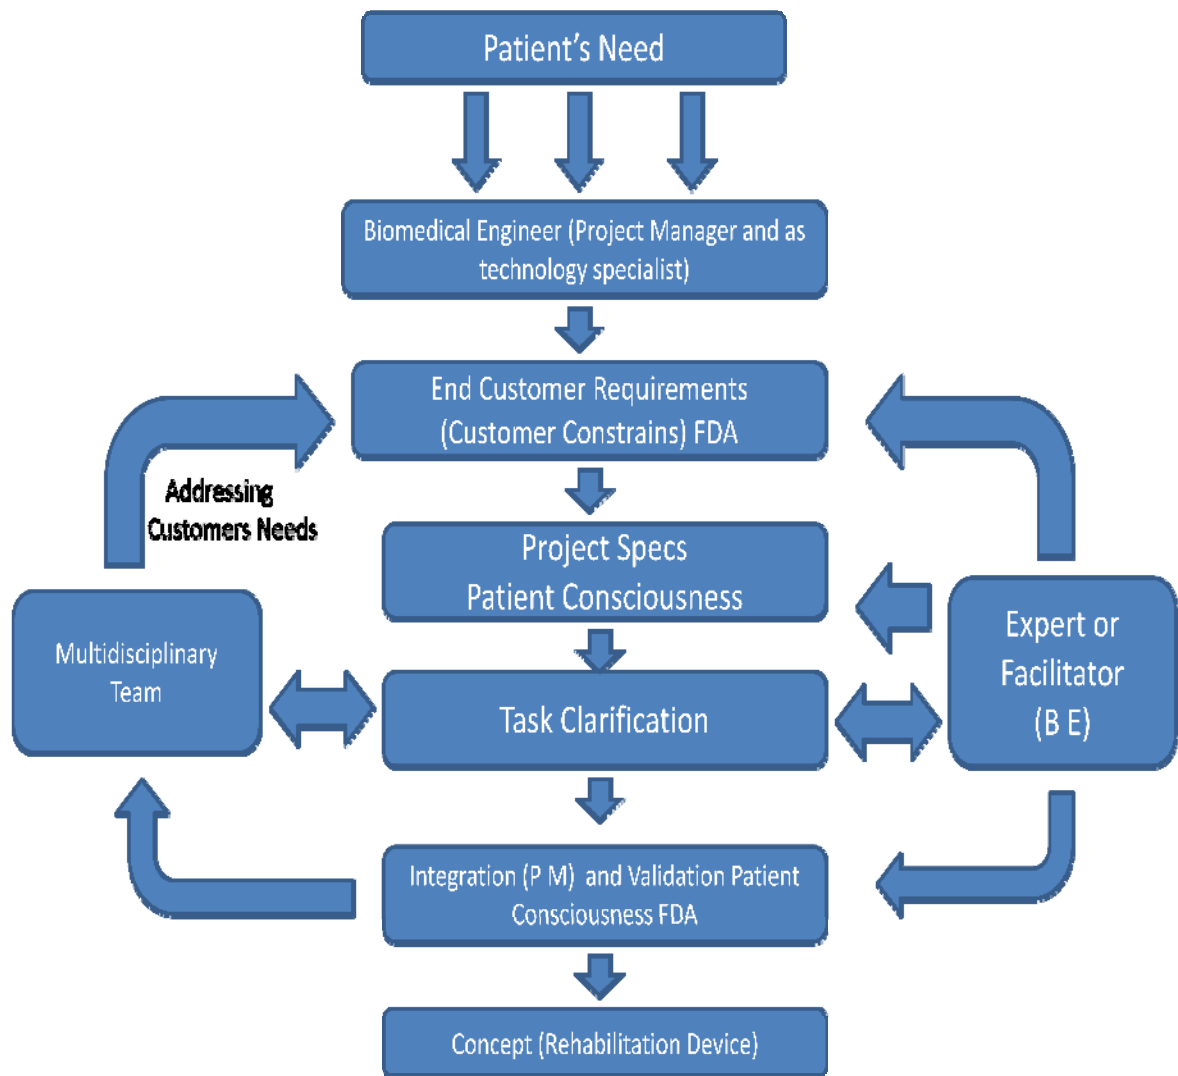 Patient's Need
Biomedical Engineer (Project Manager and as
technology specialist)
End Customer Requirements
(Customer Constrains) FDA
Addressing
Customers Needs
Project Specs
Patient Consciousness
Multidisciplinary
Team
Task Clarification
Expert or
Facilitator
(B E)
Integration (P M) and Validation Patient
Consciousness FDA
Concept (Rehabilitation Device)